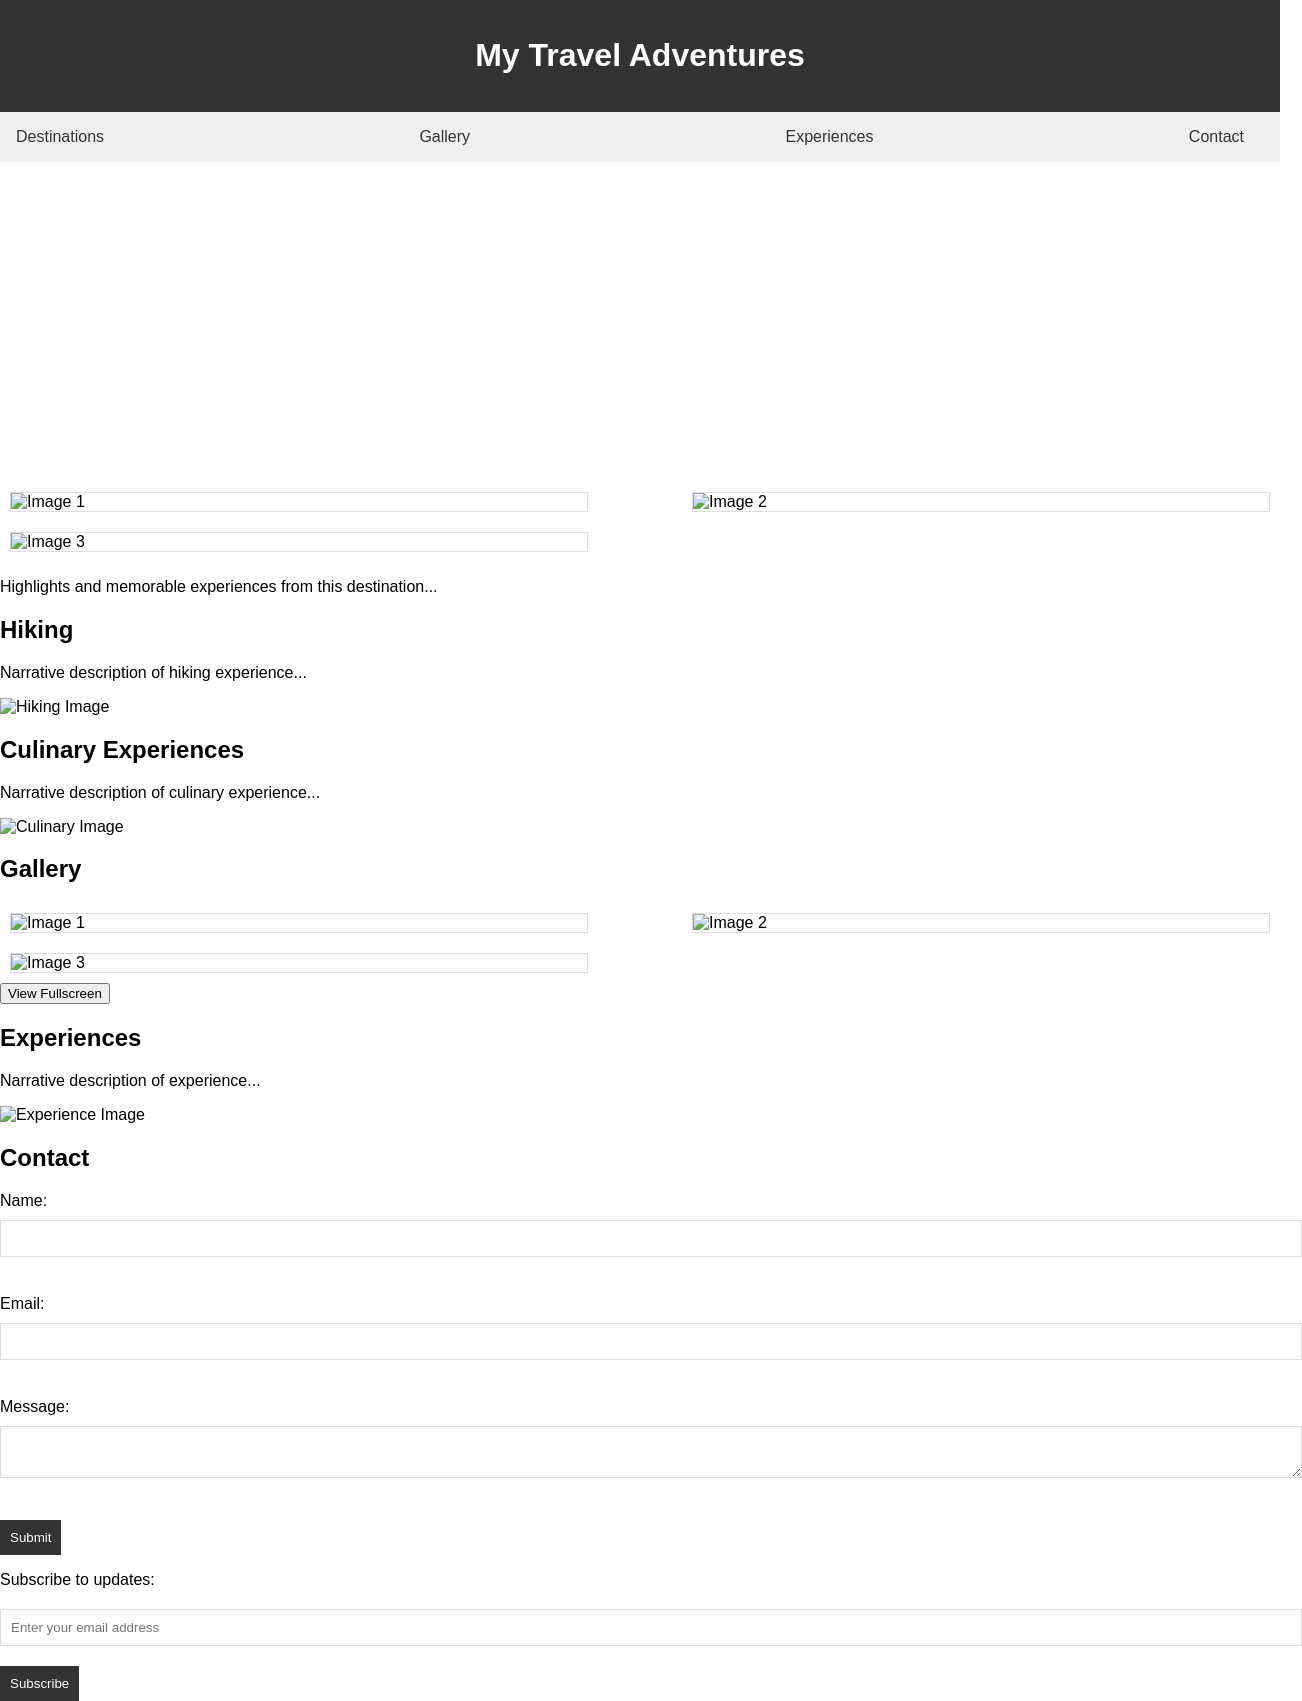 My Travel Adventures
Destinations Gallery Experiences Contact
Image 1 Image 2
Image 3
Highlights and memorable experiences from this destination...
Hiking
Narrative description of hiking experience...
Hiking Image
Culinary Experiences
Narrative description of culinary experience...
Culinary Image
Gallery
Image 1 Image 2
Image 3
View Fullscreen
Experiences
Narrative description of experience...
Experience Image
Contact
Name:
Email:
Message:
Submit
Subscribe to updates:
Enter your email address
Subscribe